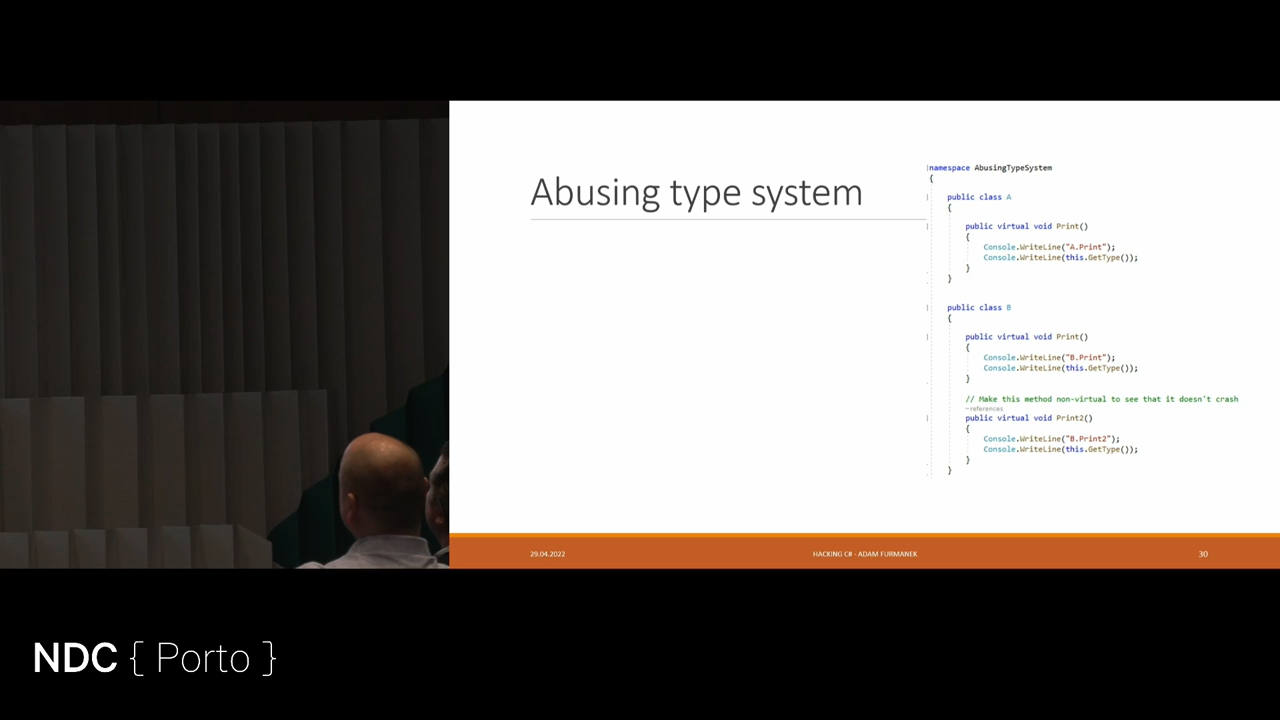 Abusing type system
namespace AbusingTypeSystem
{
public class A
{
public virtual void Print()
{
Console.WriteLine("A.Print");
Console.WriteLine(this.GetType());
}
}
public class B
{
public virtual void Print()
{
Console.WriteLine("B.Print");
Console.WriteLine(this.GetType());
}
// Make this method non-virtual to see that it doesn't crash
-references
public virtual void Print2()
{
Console.WriteLine("B.Print2");
Console.WriteLine(this.GetType());
}
}
29.04.2022
HACKING C# - ADAM FURMANEK
30
NDC { Porto }